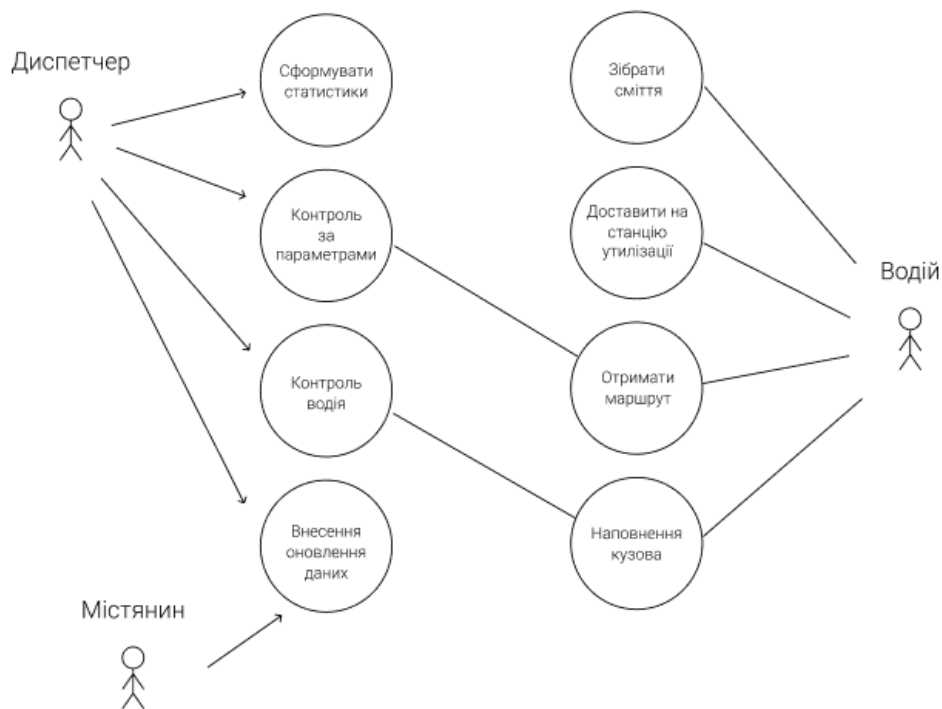 Диспетчер
Сформувати
статистики
Зібрати
сміття
Контроль
за
параметрами
Доставити на
станцію
утилізації
Водій
Контроль
водія
Отримати
маршрут
Внесення
оновлення
даних
Наповнення
кузова
Містянин